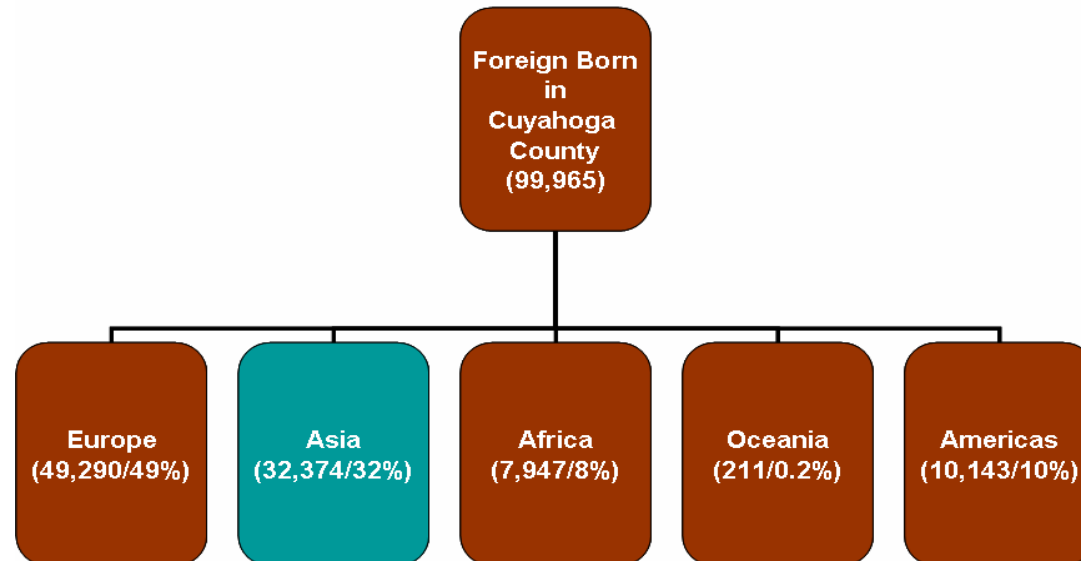 Foreign Born
in
Cuyahoga
County
(99,965)
Europe
(49,290/49%)
Asia
(32,374/32%)
Africa
(7,947/8%)
Oceania
(211/0.2%)
Americas
(10,143/10%)